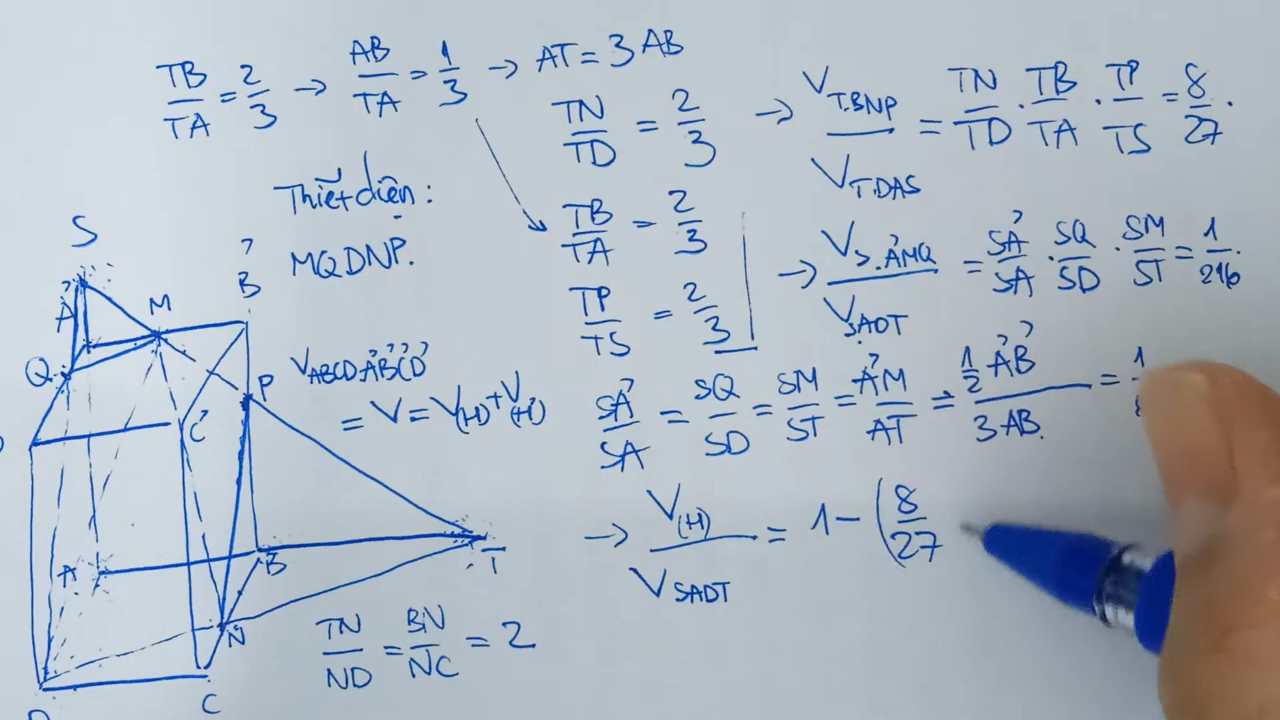 TB/TA = 2/3 → AB/TA = 1/3 → AT = 3AB
TN/TD = 2/3 → V_T.BNP / V_T.DAS = TN/TD · TB/TA · TP/TS = 8/27.
TB/TA = 2/3
→ V_S.A'MQ / V_SADT = SA'/SA · SQ/SD · SM/ST = 1/216.
TP/TS = 2/3
Thiết diện:
MQDNP.
V_ABCD.A'B'C'D'
= V = V_(H) + V_(H')
SA'/SA = SQ/SD = SM/ST = A'M/AT = 1/2 A'B' / 3AB. = 1/
→ V_(H) / V_SADT = 1 - (8/27
TN/ND = BN/NC = 2
S
A'
M
B'
Q
P
C'
A
B
T
N
C